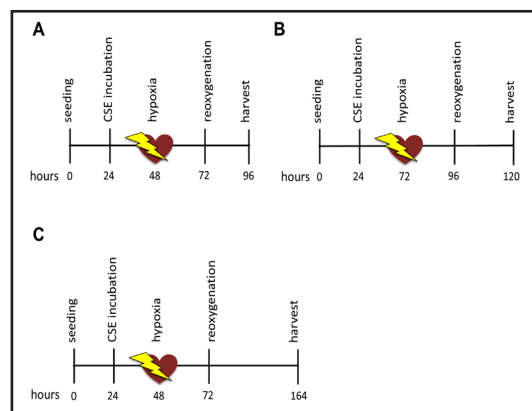 A
seeding
CSE incubation
hypoxia
reoxygenation
harvest
hours 0 24 48 72 96
B
seeding
CSE incubation
hypoxia
reoxygenation
harvest
hours 0 24 72 96 120
C
seeding
CSE incubation
hypoxia
reoxygenation
harvest
hours 0 24 48 72 164